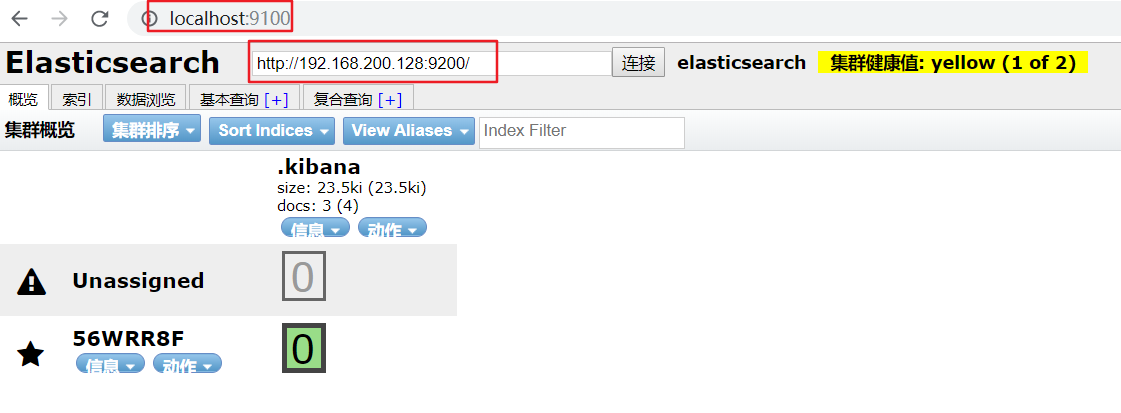 localhost:9100
Elasticsearch http://192.168.200.128:9200/ 连接 elasticsearch 集群健康值: yellow (1 of 2)
概览 索引 数据浏览 基本查询 [+] 复合查询 [+]
集群概览 集群排序 Sort Indices View Aliases Index Filter
.kibana
size: 23.5ki (23.5ki)
docs: 3 (4)
信息 动作
Unassigned 0
56WRR8F 0
信息 动作